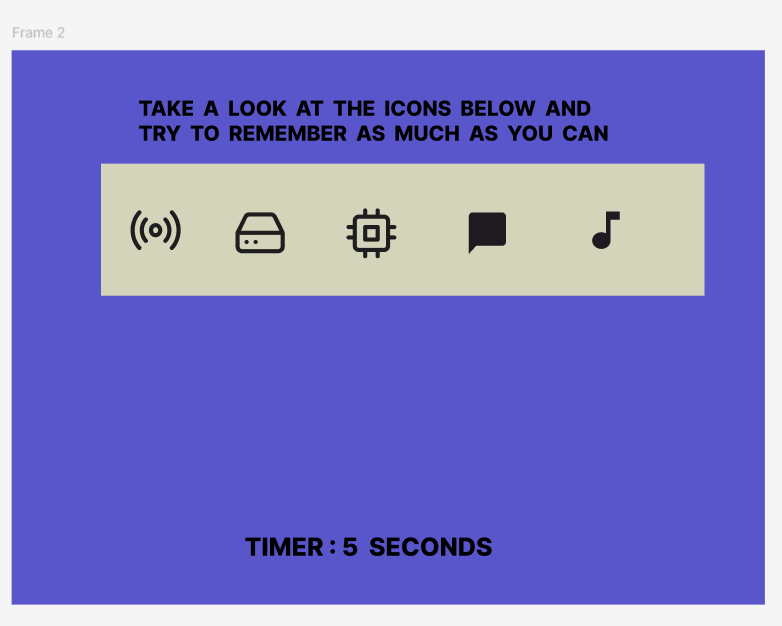 Frame 2
TAKE A LOOK AT THE ICONS BELOW AND
TRY TO REMEMBER AS MUCH AS YOU CAN
TIMER : 5 SECONDS